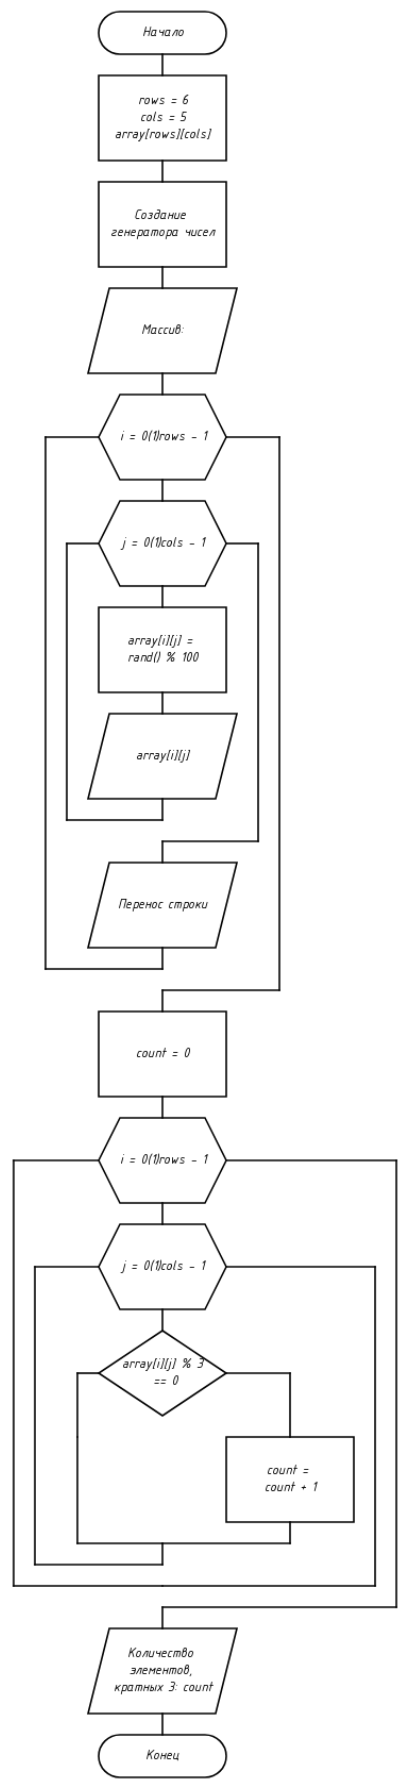 Начало
rows = 6
cols = 5
array[rows][cols]
Создание
генератора чисел
Массив:
i = 0(1)rows - 1
j = 0(1)cols - 1
array[i][j] =
rand() % 100
array[i][j]
Перенос строки
count = 0
i = 0(1)rows - 1
j = 0(1)cols - 1
array[i][j] % 3
== 0
count =
count + 1
Количество
элементов,
кратных 3: count
Конец